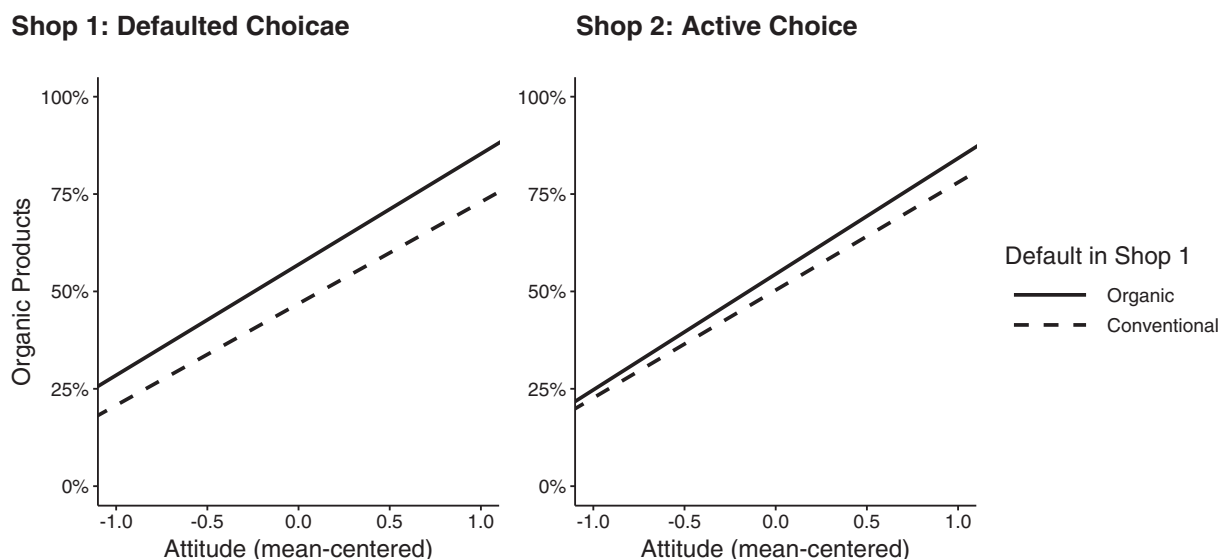 Shop 1: Defaulted Choicae
Shop 2: Active Choice
100%
75%
50%
25%
0%
Organic Products
-1.0
-0.5
0.0
0.5
1.0
Attitude (mean-centered)
100%
75%
50%
25%
0%
-1.0
-0.5
0.0
0.5
1.0
Attitude (mean-centered)
Default in Shop 1
Organic
Conventional